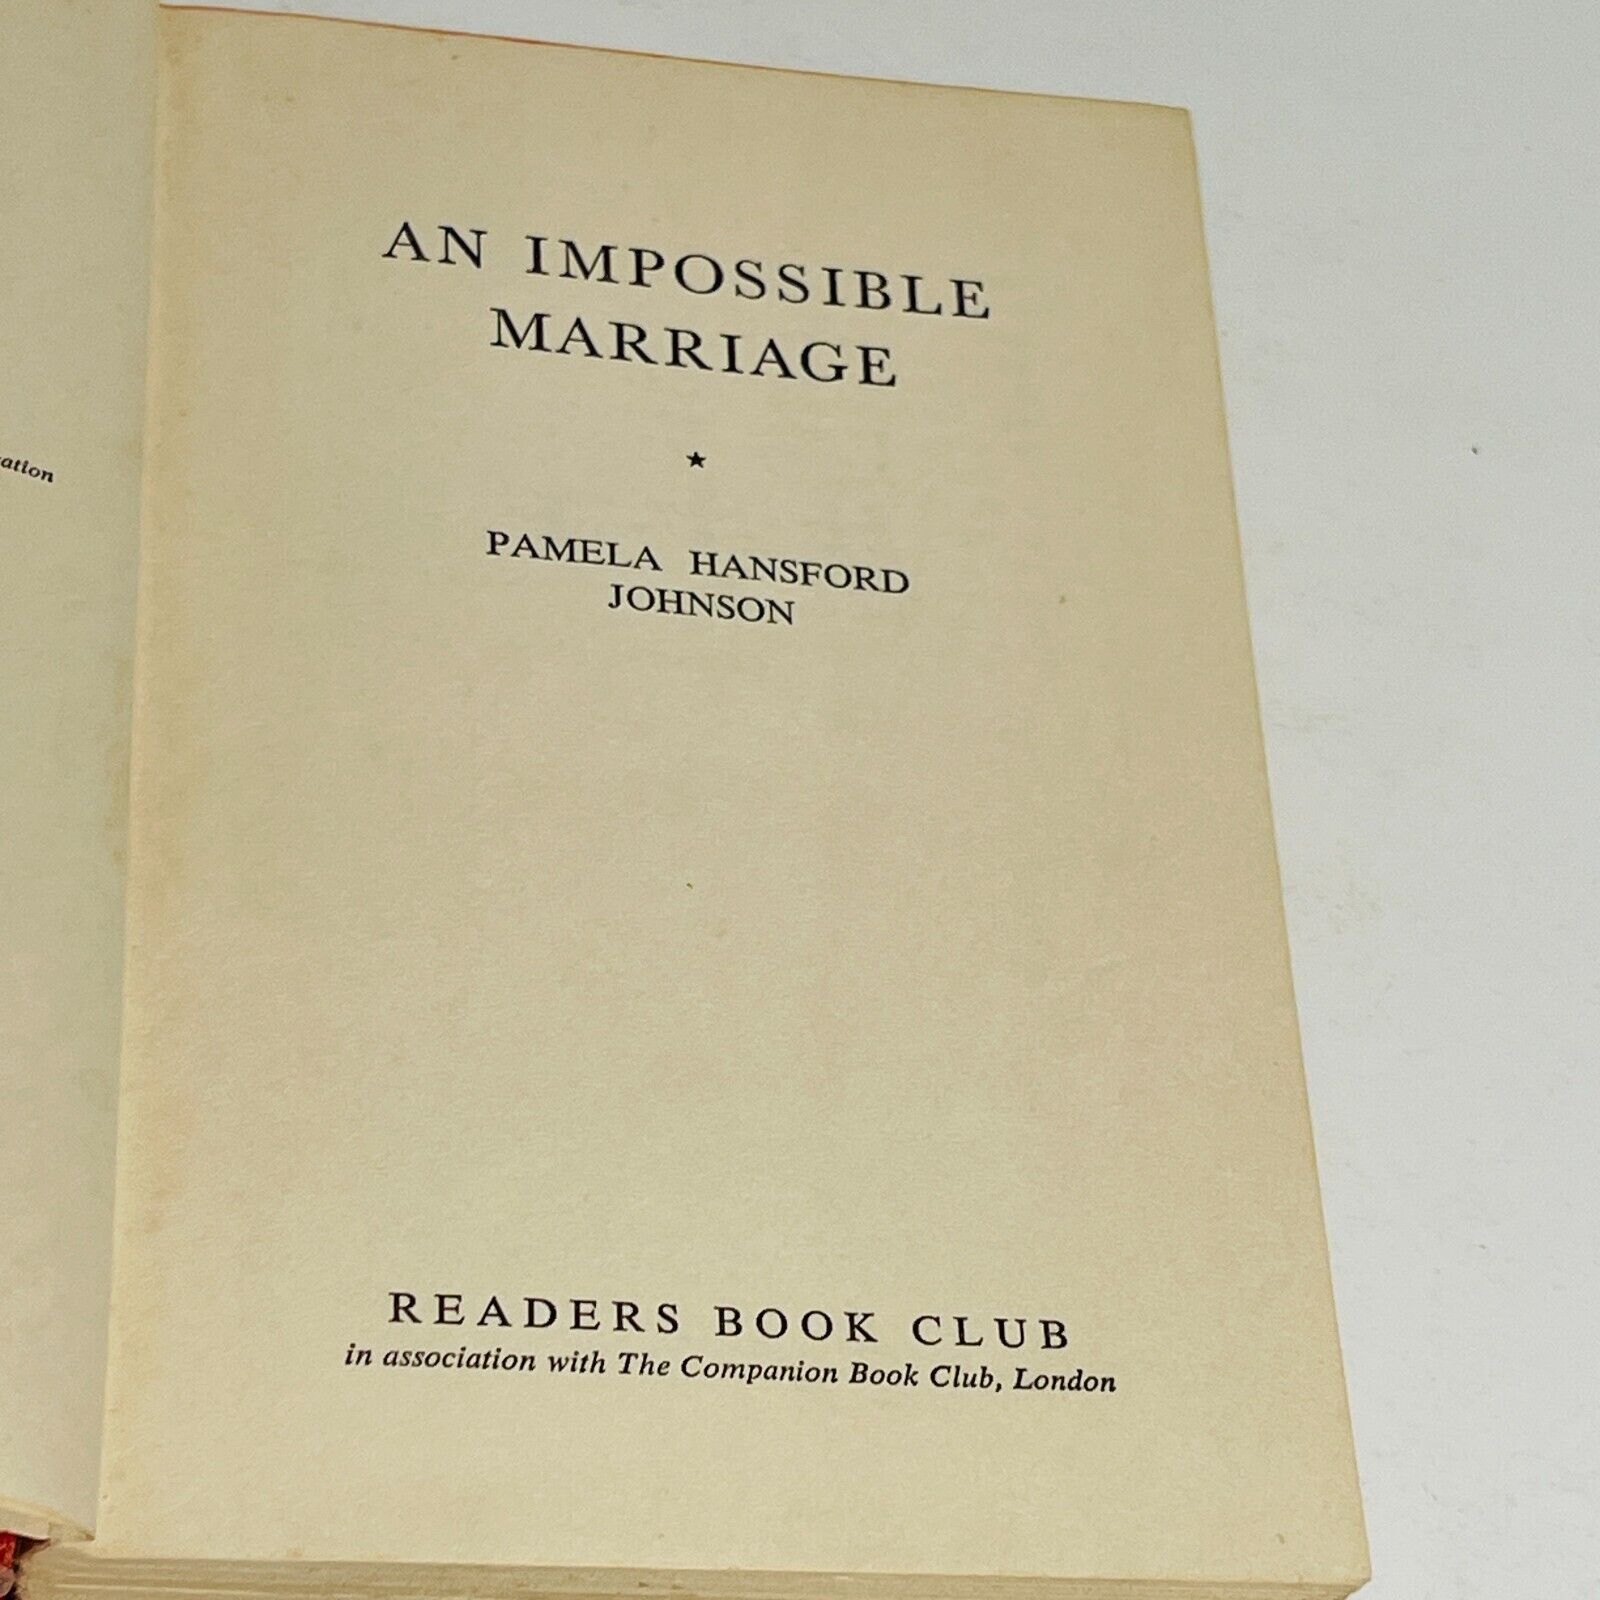 AN IMPOSSIBLE
MARRIAGE
★
PAMELA HANSFORD
JOHNSON
READERS BOOK CLUB
in association with The Companion Book Club, London